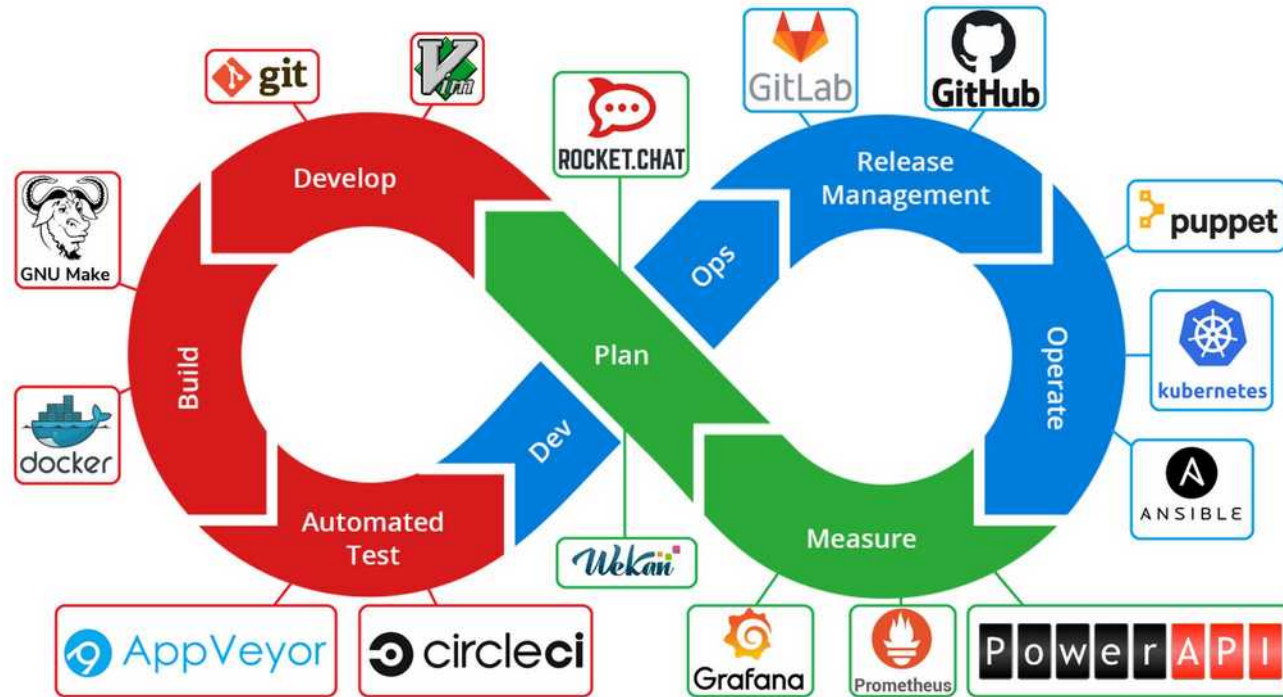 git
Vim
ROCKET.CHAT
GitLab
GitHub
Develop
Release
Management
GNU Make
puppet
Ops
Build
Plan
Operate
kubernetes
docker
Dev
ANSIBLE
Automated
Test
Measure
Wekan
AppVeyor
circleci
Grafana
Prometheus
PowerAPI